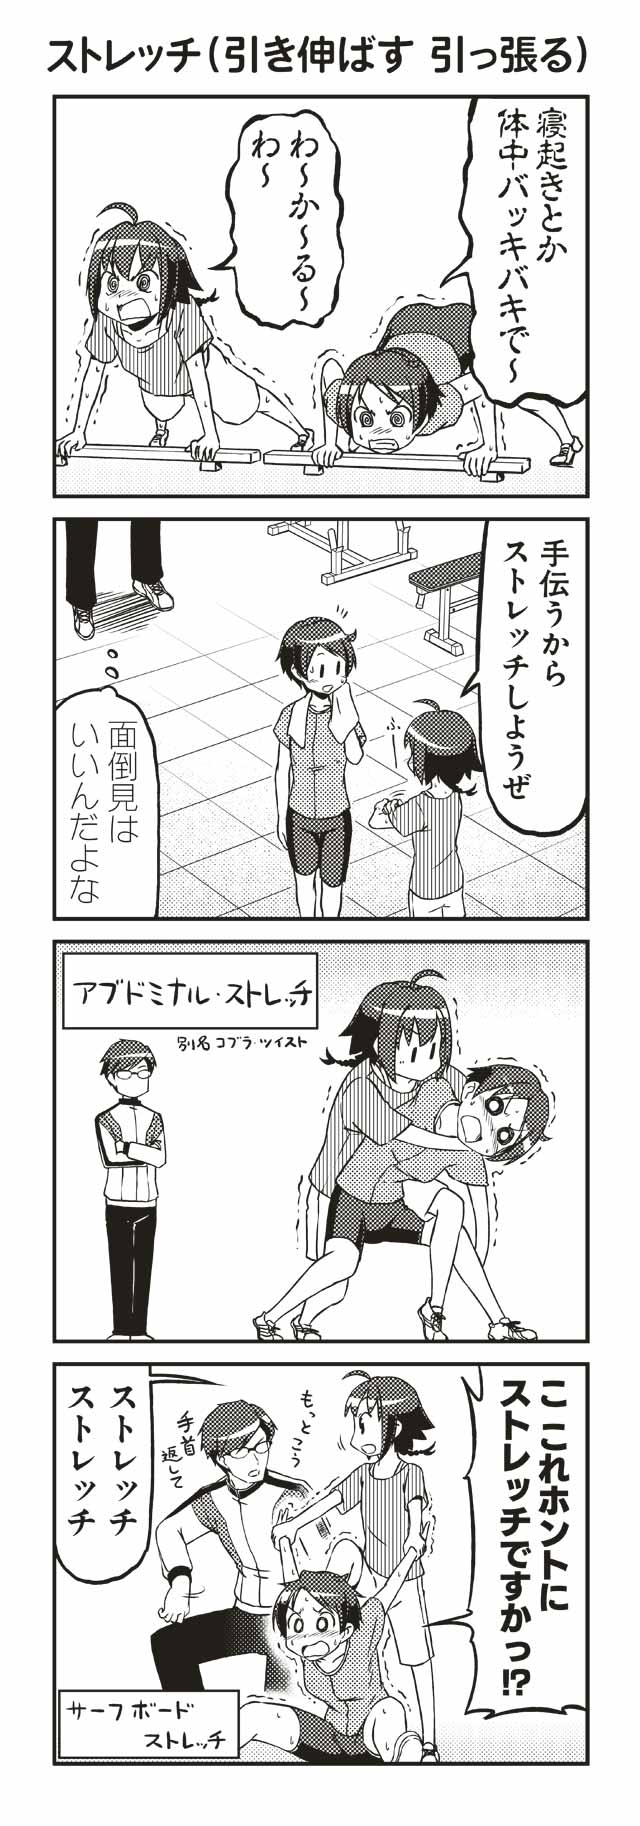 ストレッチ(引き伸ばす 引っ張る)
寝起きとか
体中バッキバキで〜
わ〜か〜る〜
わ〜
手伝うから
ストレッチしようぜ
面倒見は
いいんだよな
アブドミナル・ストレッチ
別名 コブラ・ツイスト
こ これホントに
ストレッチですかっ!?
もっとこう
手首
返して
ストレッチ
ストレッチ
サーフボード
ストレッチ